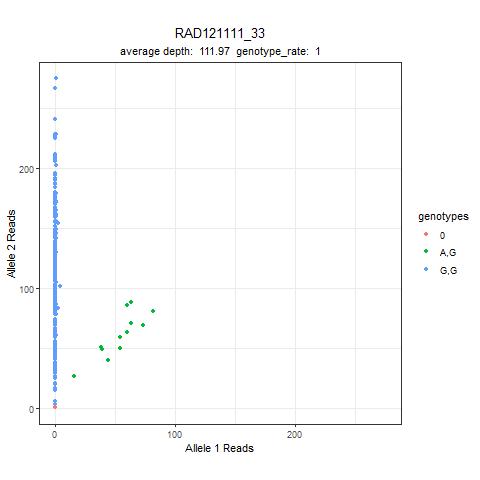 RAD121111_33
average depth: 111.97 genotype_rate: 1
Allele 2 Reads
200
100
0
0
100
200
Allele 1 Reads
genotypes
0
A,G
G,G